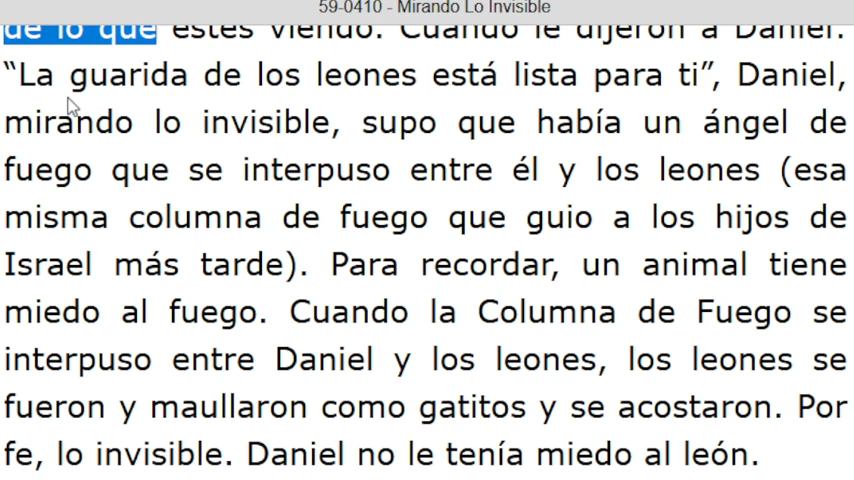 59-0410 - Mirando Lo Invisible
de lo que estés viendo. Cuando le dijeron a Daniel:
“La guarida de los leones está lista para ti”, Daniel,
mirando lo invisible, supo que había un ángel de
fuego que se interpuso entre él y los leones (esa
misma columna de fuego que guio a los hijos de
Israel más tarde). Para recordar, un animal tiene
miedo al fuego. Cuando la Columna de Fuego se
interpuso entre Daniel y los leones, los leones se
fueron y maullaron como gatitos y se acostaron. Por
fe, lo invisible. Daniel no le tenía miedo al león.